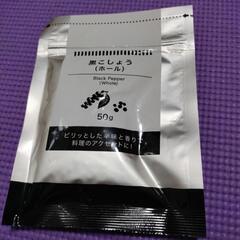 黒こしょう
(ホール)
Black Pepper
(Whole)
50g
ピリッとした辛味と香りで、
料理のアクセントに!